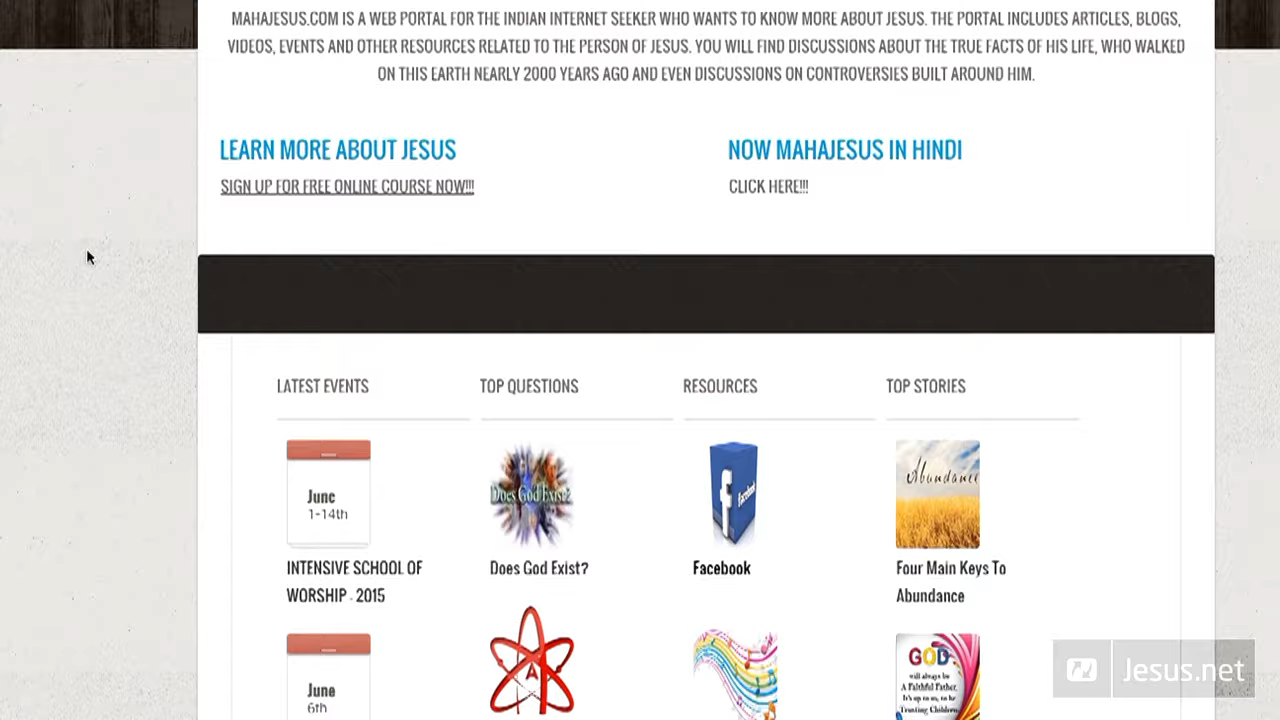 MAHAJESUS.COM IS A WEB PORTAL FOR THE INDIAN INTERNET SEEKER WHO WANTS TO KNOW MORE ABOUT JESUS. THE PORTAL INCLUDES ARTICLES, BLOGS,
VIDEOS, EVENTS AND OTHER RESOURCES RELATED TO THE PERSON OF JESUS. YOU WILL FIND DISCUSSIONS ABOUT THE TRUE FACTS OF HIS LIFE, WHO WALKED
ON THIS EARTH NEARLY 2000 YEARS AGO AND EVEN DISCUSSIONS ON CONTROVERSIES BUILT AROUND HIM.
LEARN MORE ABOUT JESUS
SIGN UP FOR FREE ONLINE COURSE NOW!!!
NOW MAHAJESUS IN HINDI
CLICK HERE!!!
LATEST EVENTS
TOP QUESTIONS
RESOURCES
TOP STORIES
June
1-14th
INTENSIVE SCHOOL OF
WORSHIP - 2015
June
6th
Does God Exist?
Does God Exist?
A
facebook
Facebook
Abundance
Four Main Keys To
Abundance
GOD
will always be
A Faithful Father,
It's up to us, to be
Trusting Children
Jesus.net